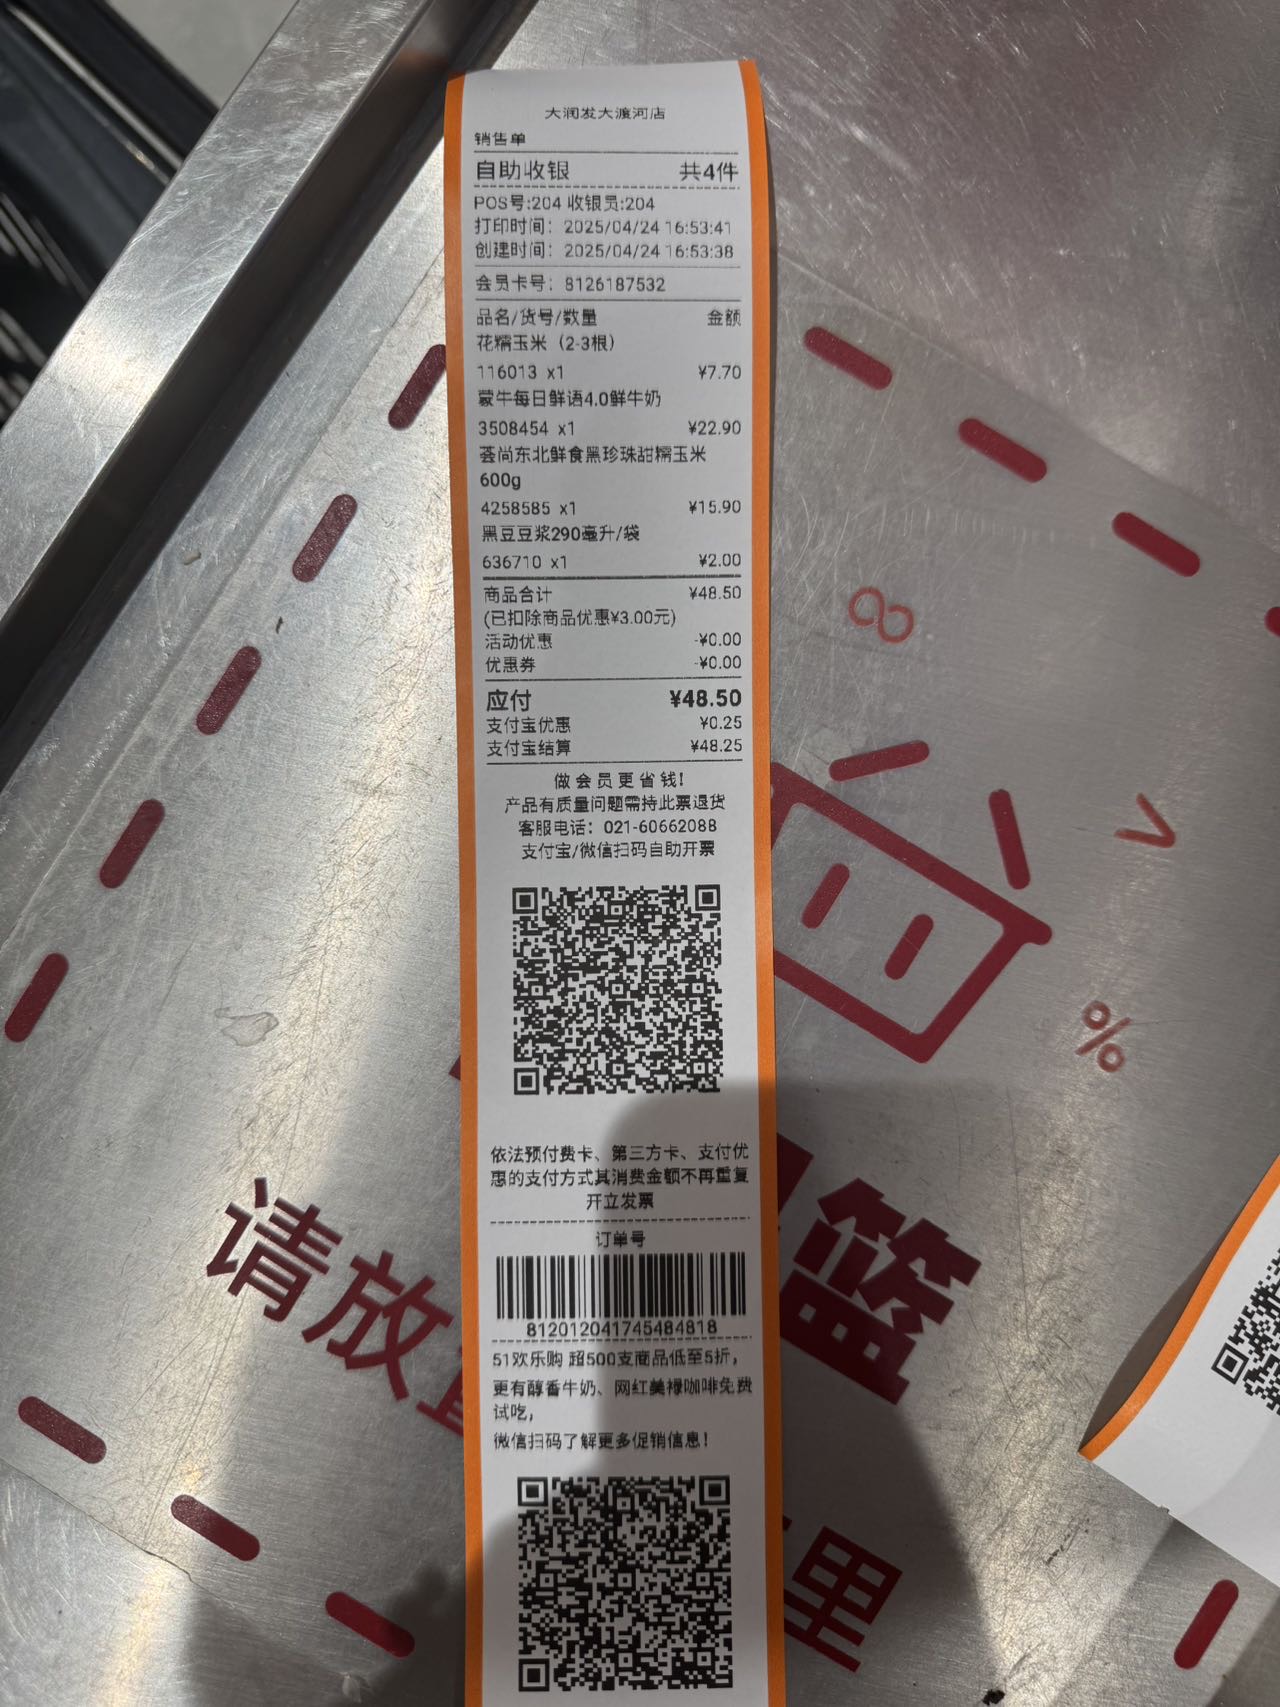 大润发大渡河店
销售单
自助收银 共4件
POS号:204 收银员:204
打印时间： 2025/04/24 16:53:41
创建时间： 2025/04/24 16:53:38
会员卡号： 8126187532
品名/货号/数量 金额
花糯玉米（2-3根）
116013 x1 ¥7.70
蒙牛每日鲜语4.0鲜牛奶
3508454 x1 ¥22.90
荟尚东北鲜食黑珍珠甜糯玉米
600g
4258585 x1 ¥15.90
黑豆豆浆290毫升/袋
636710 x1 ¥2.00
商品合计 ¥48.50
(已扣除商品优惠¥3.00元)
活动优惠 -¥0.00
优惠券 -¥0.00
应付 ¥48.50
支付宝优惠 ¥0.25
支付宝结算 ¥48.25
做会员更省钱!
产品有质量问题需持此票退货
客服电话： 021-60662088
支付宝/微信扫码自助开票
依法预付费卡、第三方卡、支付优
惠的支付方式其消费金额不再重复
开立发票
订单号
812012041745484818
51欢乐购 超500支商品低至5折，
更有醇香牛奶、网红美禄咖啡免费
试吃，
微信扫码了解更多促销信息!
请放 篮
里